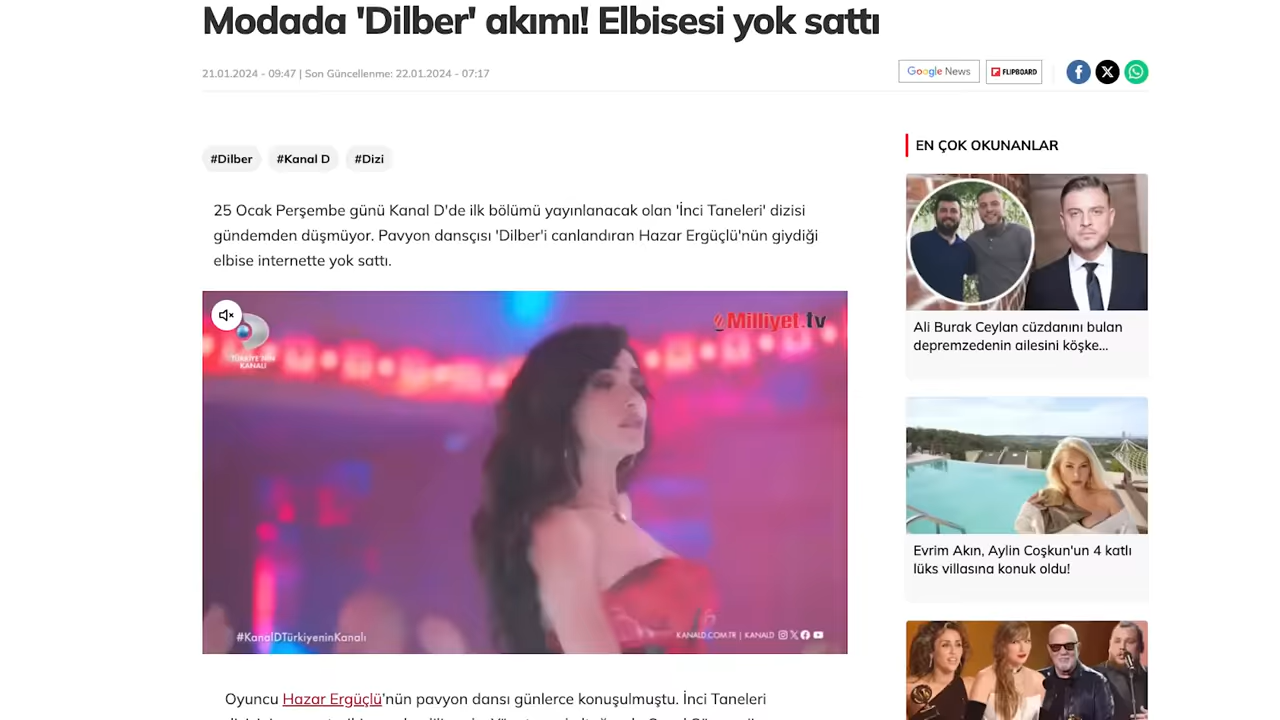 Modada 'Dilber' akımı! Elbisesi yok sattı
21.01.2024 - 09:47 | Son Güncellenme: 22.01.2024 - 07:17
Google News
FLIPBOARD
#Dilber
#Kanal D
#Dizi
25 Ocak Perşembe günü Kanal D'de ilk bölümü yayınlanacak olan 'İnci Taneleri' dizisi
gündemden düşmüyor. Pavyon dansçısı 'Dilber'i canlandıran Hazar Ergüçlü'nün giydiği
elbise internette yok sattı.
TÜRKİYE'NİN
KANALI
Milliyet.tv
#KanalDTürkiyeninKanalı
KANALD.COM.TR | KANALD
Oyuncu Hazar Ergüçlü'nün pavyon dansı günlerce konuşulmuştu. İnci Taneleri
EN ÇOK OKUNANLAR
Ali Burak Ceylan cüzdanını bulan
depremzedenin ailesini köşke...
Evrim Akın, Aylin Coşkun'un 4 katlı
lüks villasına konuk oldu!